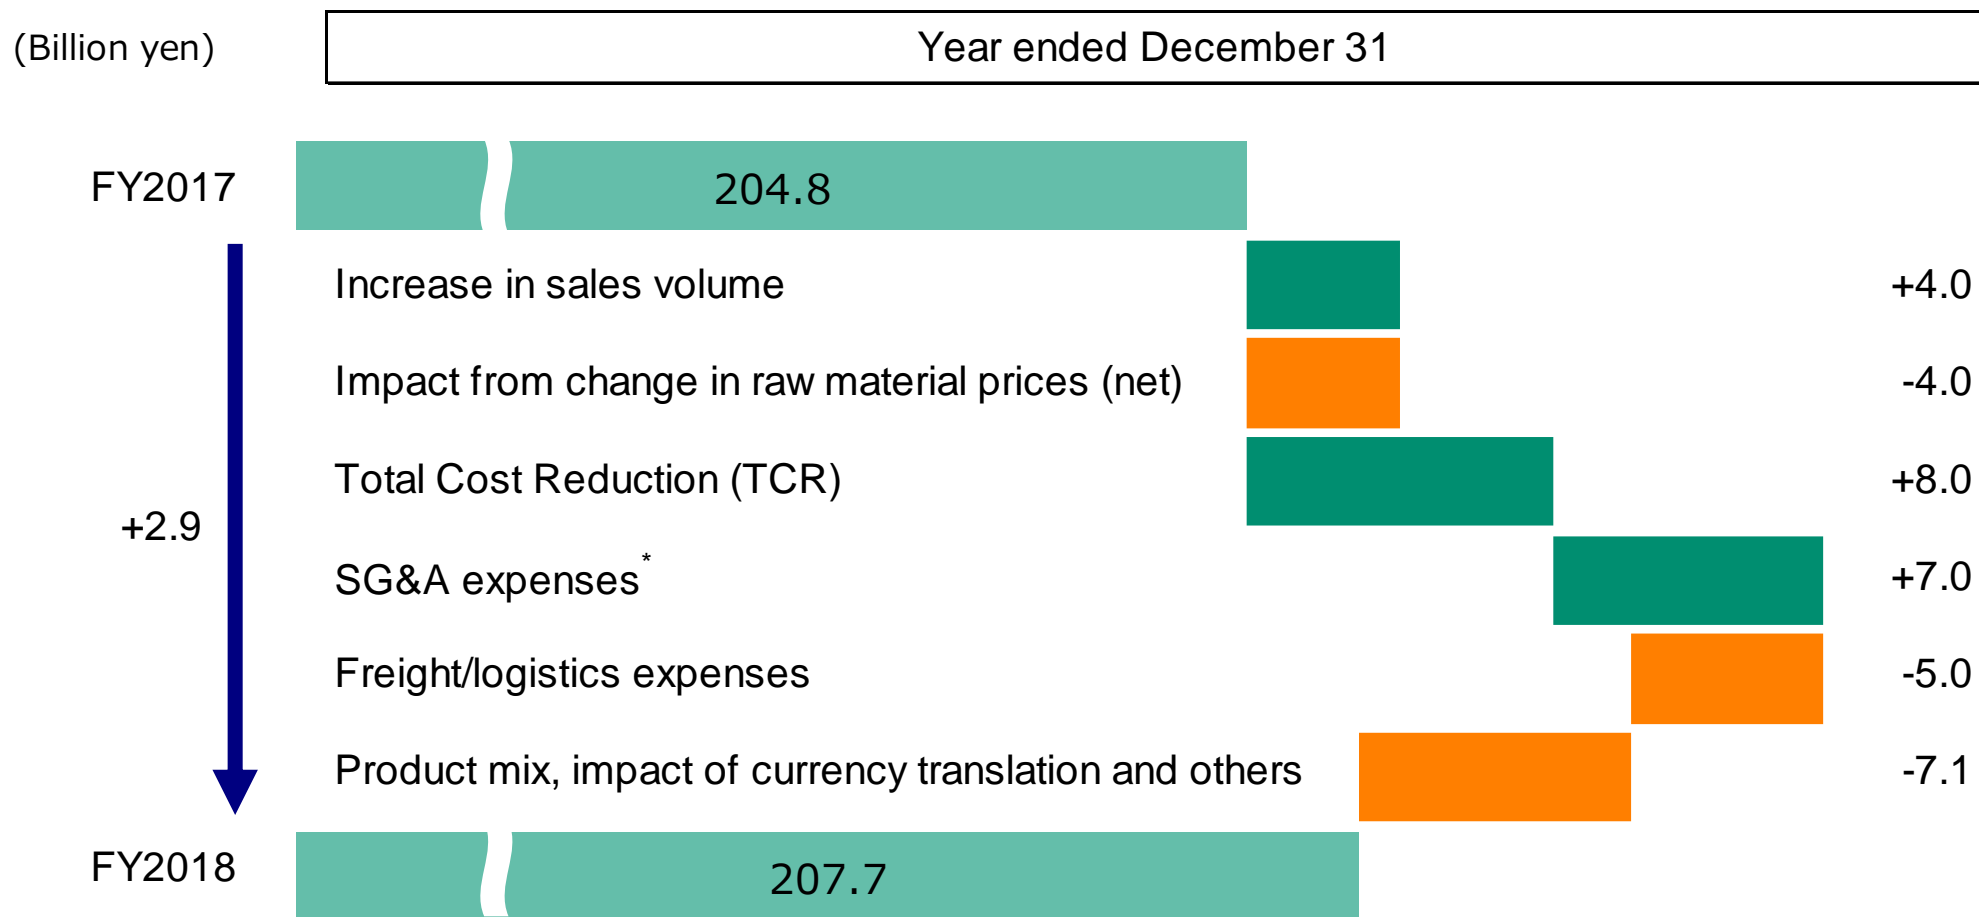 (Billion yen)
Year ended December 31
FY2017
204.8
Increase in sales volume
+4.0
Impact from change in raw material prices (net)
-4.0
Total Cost Reduction (TCR)
+8.0
+2.9
SG&A expenses*
+7.0
Freight/logistics expenses
-5.0
Product mix, impact of currency translation and others
-7.1
FY2018
207.7